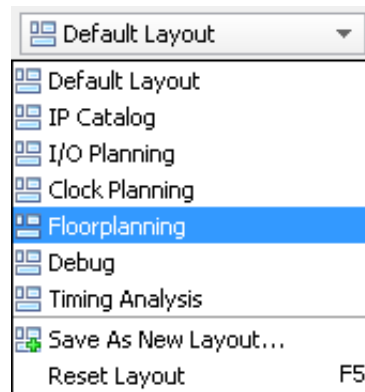 Default Layout
Default Layout
IP Catalog
I/O Planning
Clock Planning
Floorplanning
Debug
Timing Analysis
Save As New Layout...
Reset Layout F5